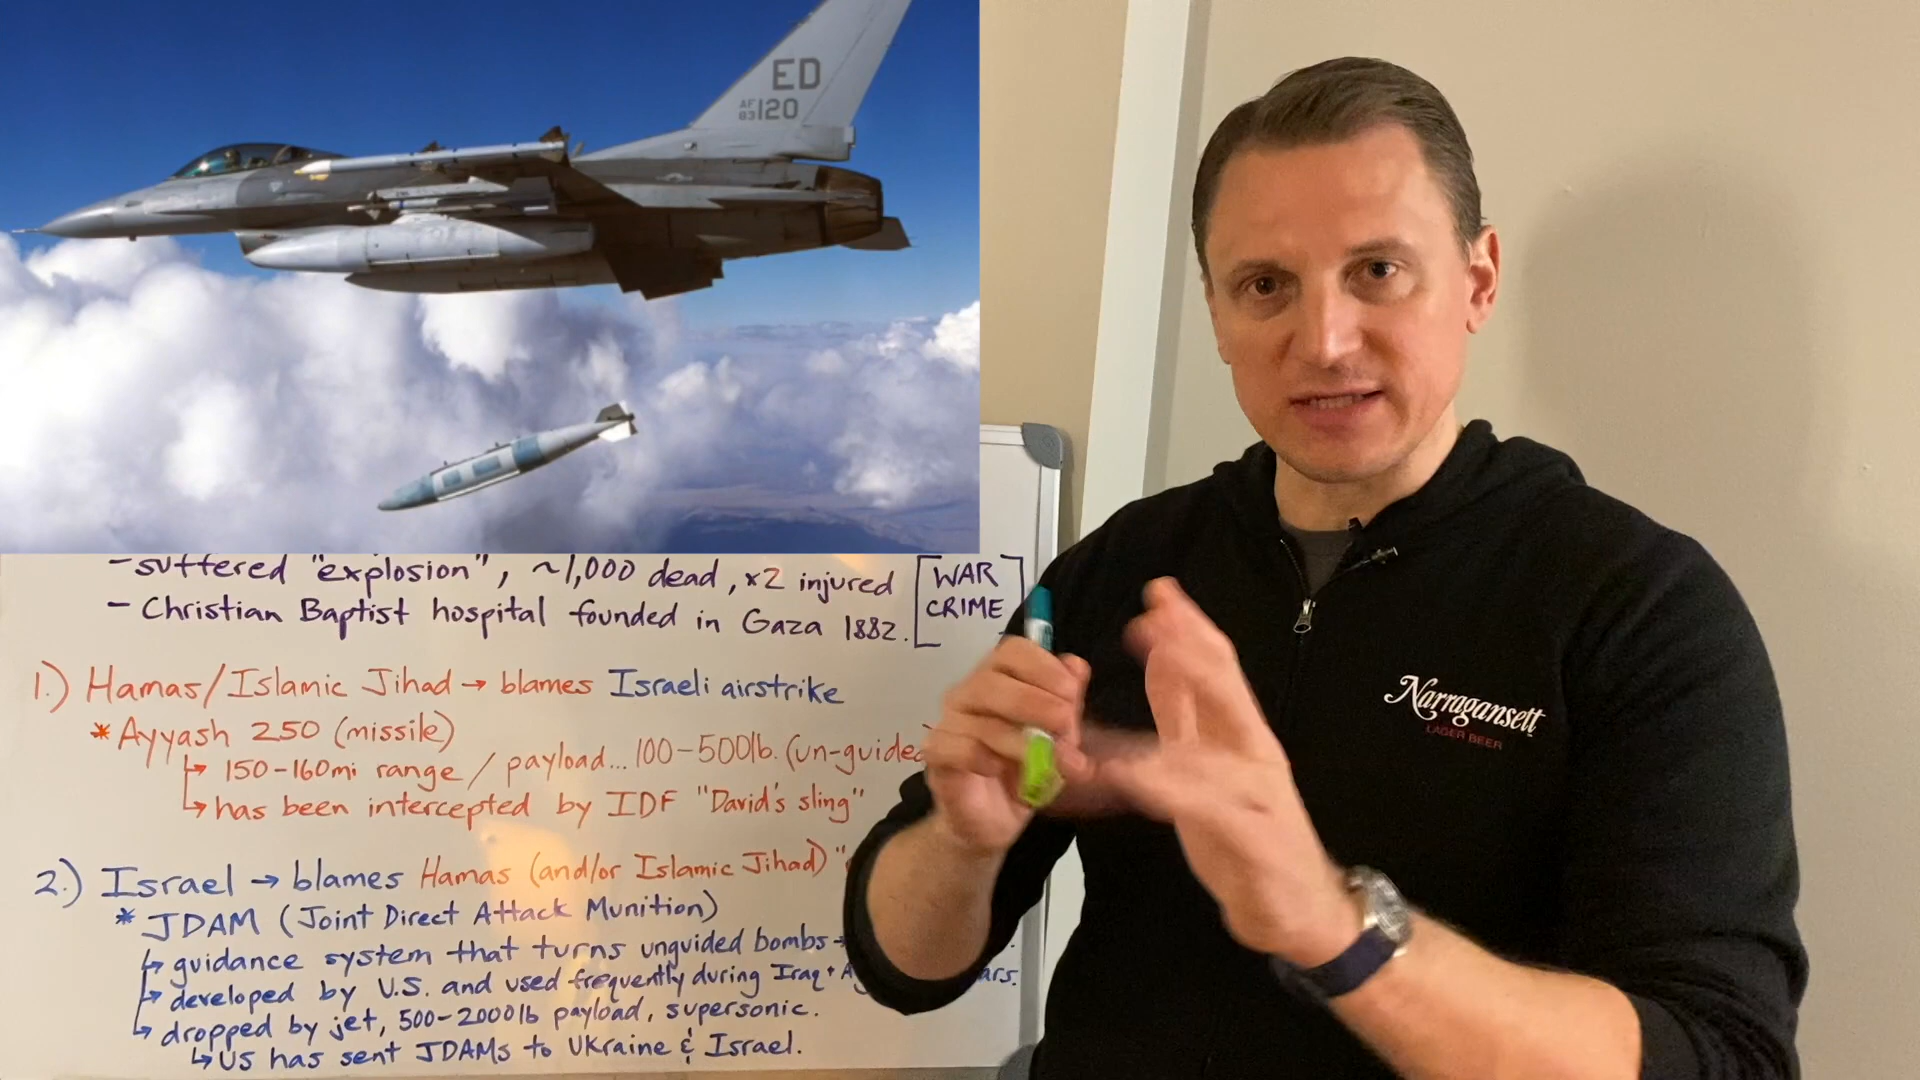 ED
AF
83 120
-suffered "explosion", ~1,000 dead, x2 injured
- Christian Baptist hospital founded in Gaza 1882.
[WAR
CRIME]
1.) Hamas/Islamic Jihad → blames Israeli airstrike
* Ayyash 250 (missile)
↳ 150-160mi range / payload... 100-500lb. (un-guided)
↳ has been intercepted by IDF "David's sling"
2.) Israel → blames Hamas (and/or Islamic Jihad) "
* JDAM (Joint Direct Attack Munition)
↳ guidance system that turns unguided bombs →
↳ developed by U.S. and used frequently during Iraq +
↳ dropped by jet, 500-2000lb payload, supersonic.
↳ US has sent JDAMs to Ukraine & Israel.
Narragansett
LAGER BEER